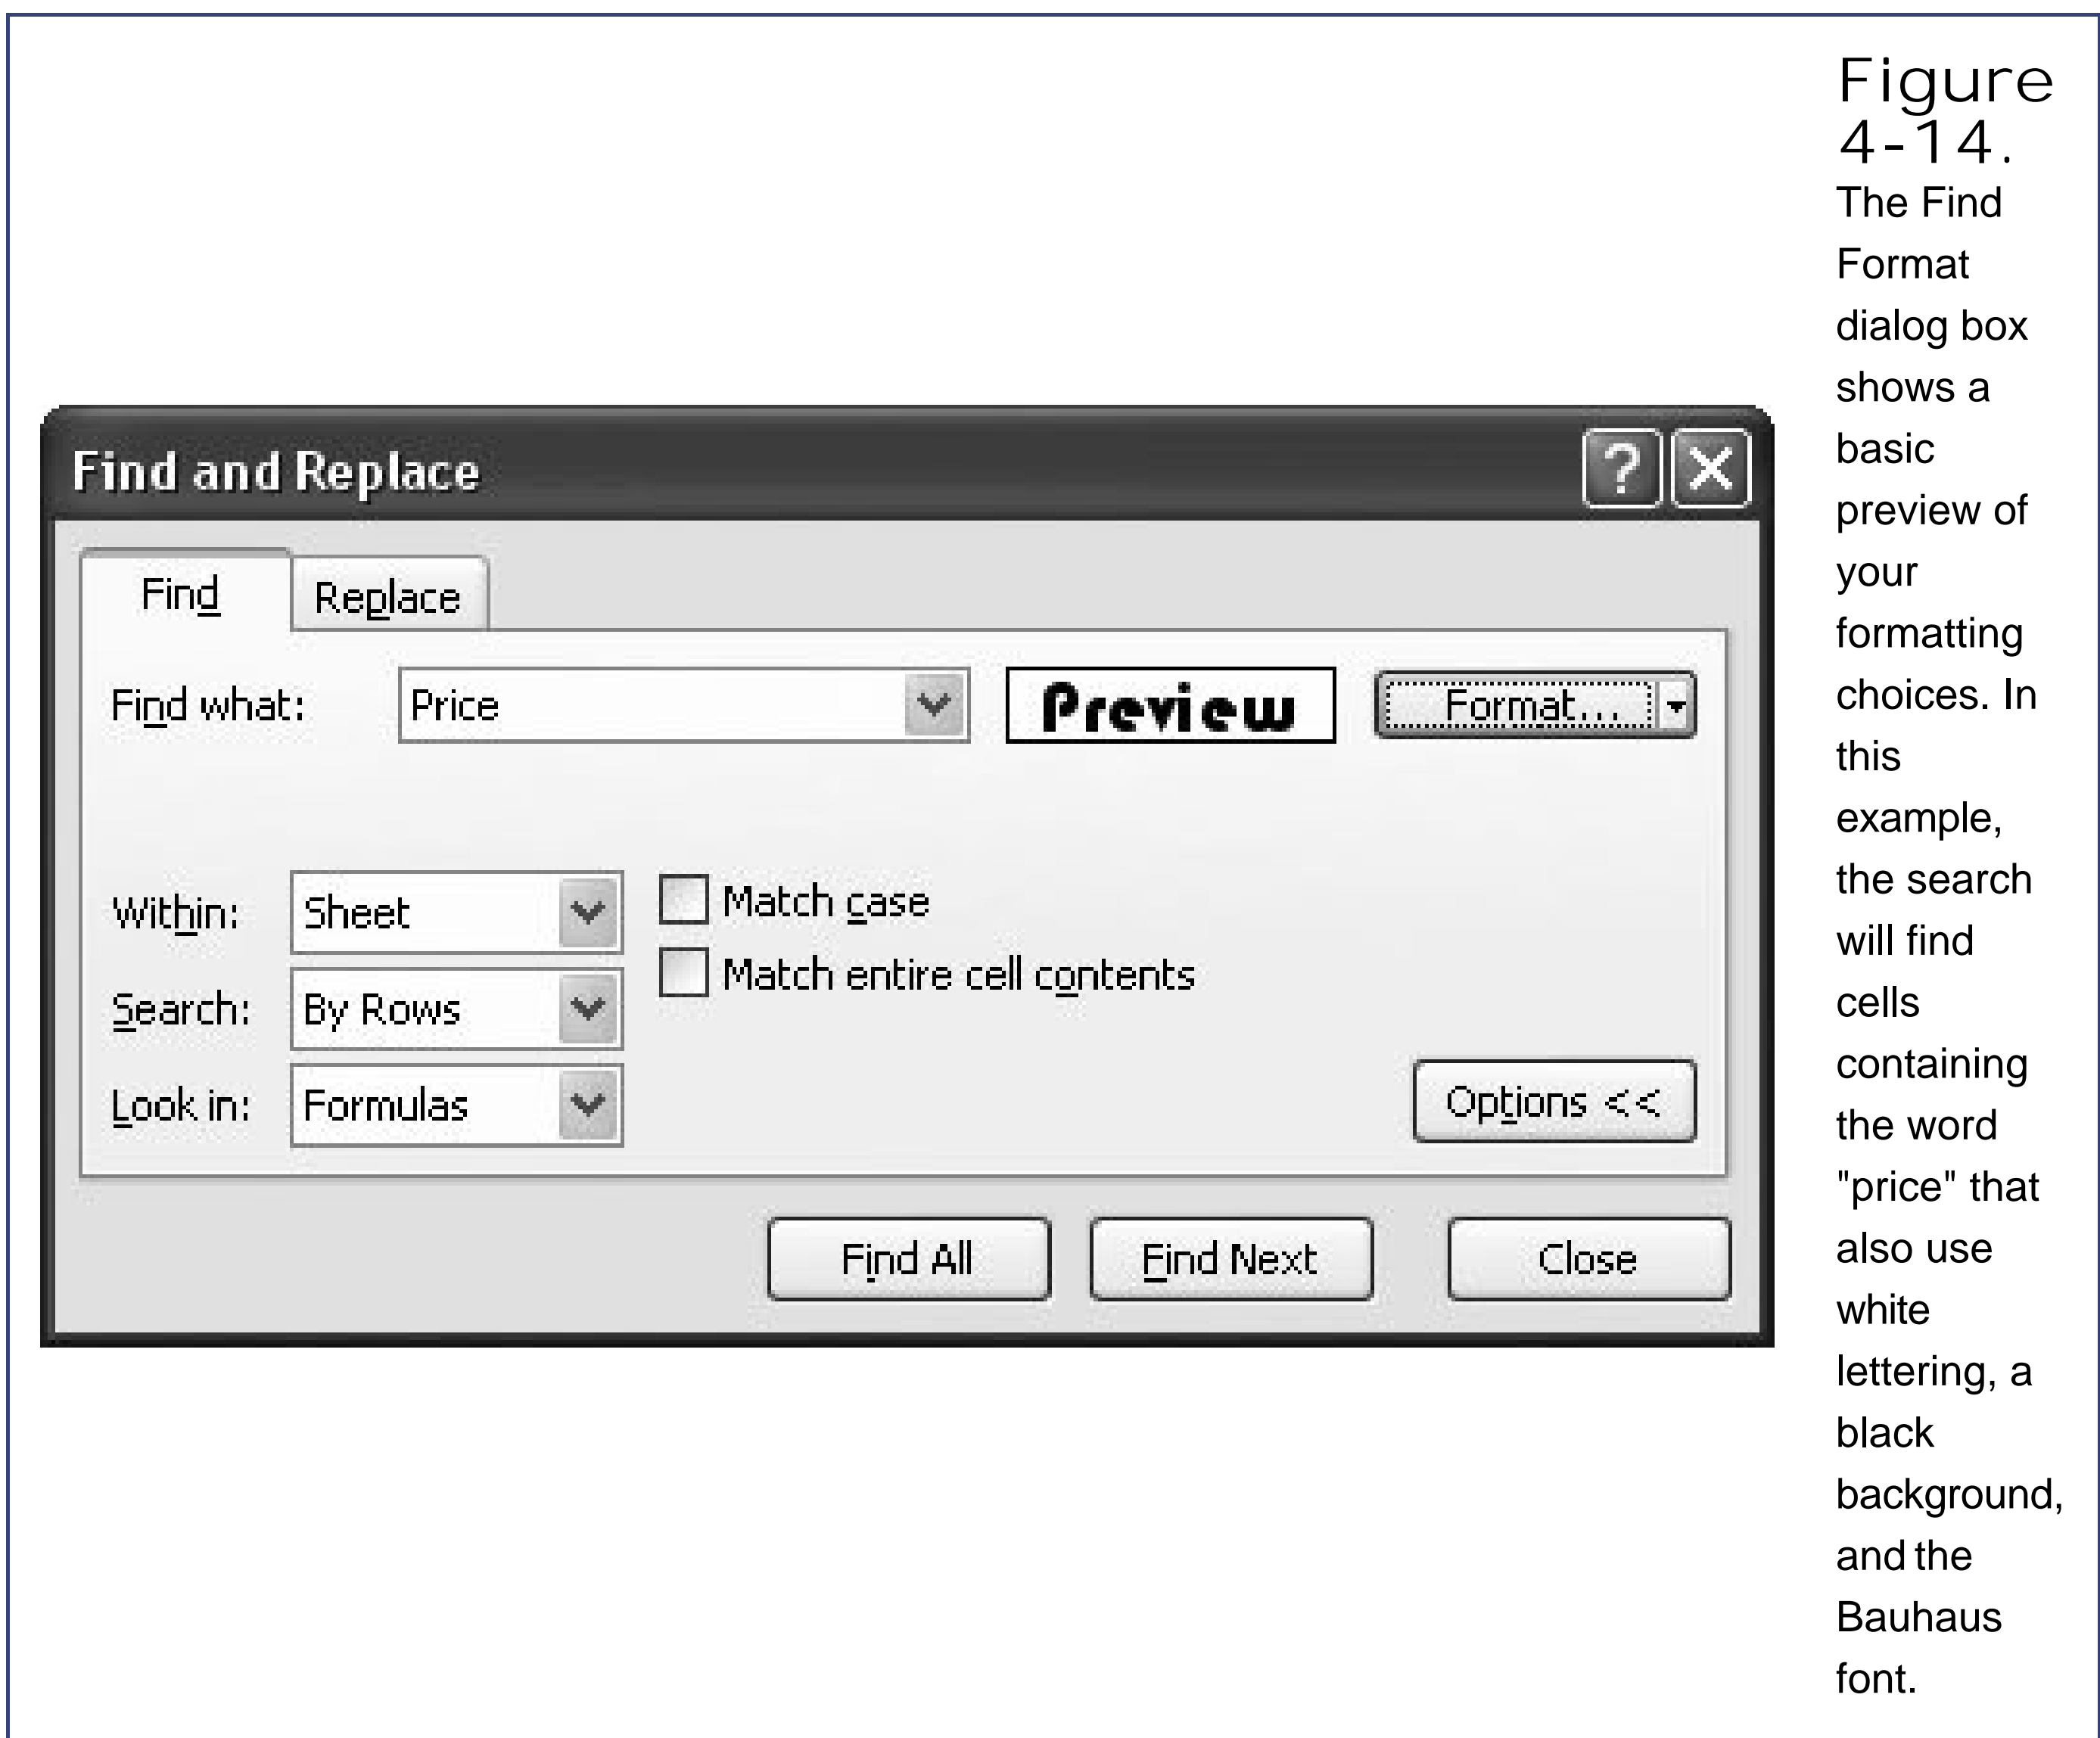 Figure
4-14.
The Find
Format
dialog box
shows a
basic
preview of
your
formatting
choices. In
this
example,
the search
will find
cells
containing
the word
"price" that
also use
white
lettering, a
black
background,
and the
Bauhaus
font.
Find and Replace
Find Replace
Find what: Price Preview Format...
Within: Sheet Match case
Match entire cell contents
Search: By Rows
Look in: Formulas Options <<
Find All Find Next Close